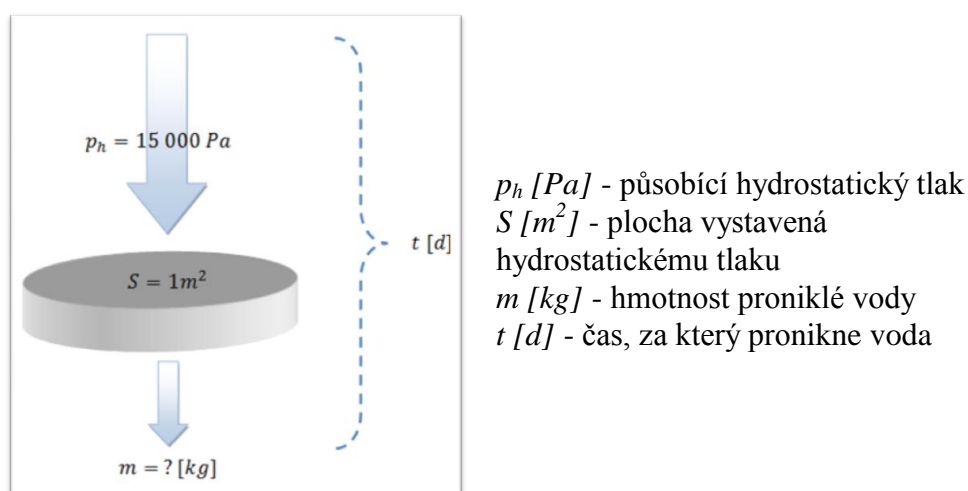 p_h = 15 000 Pa
S = 1m²
t [d]
m = ? [kg]
p_h [Pa] - působící hydrostatický tlak
S [m²] - plocha vystavená
hydrostatickému tlaku
m [kg] - hmotnost proniklé vody
t [d] - čas, za který pronikne voda